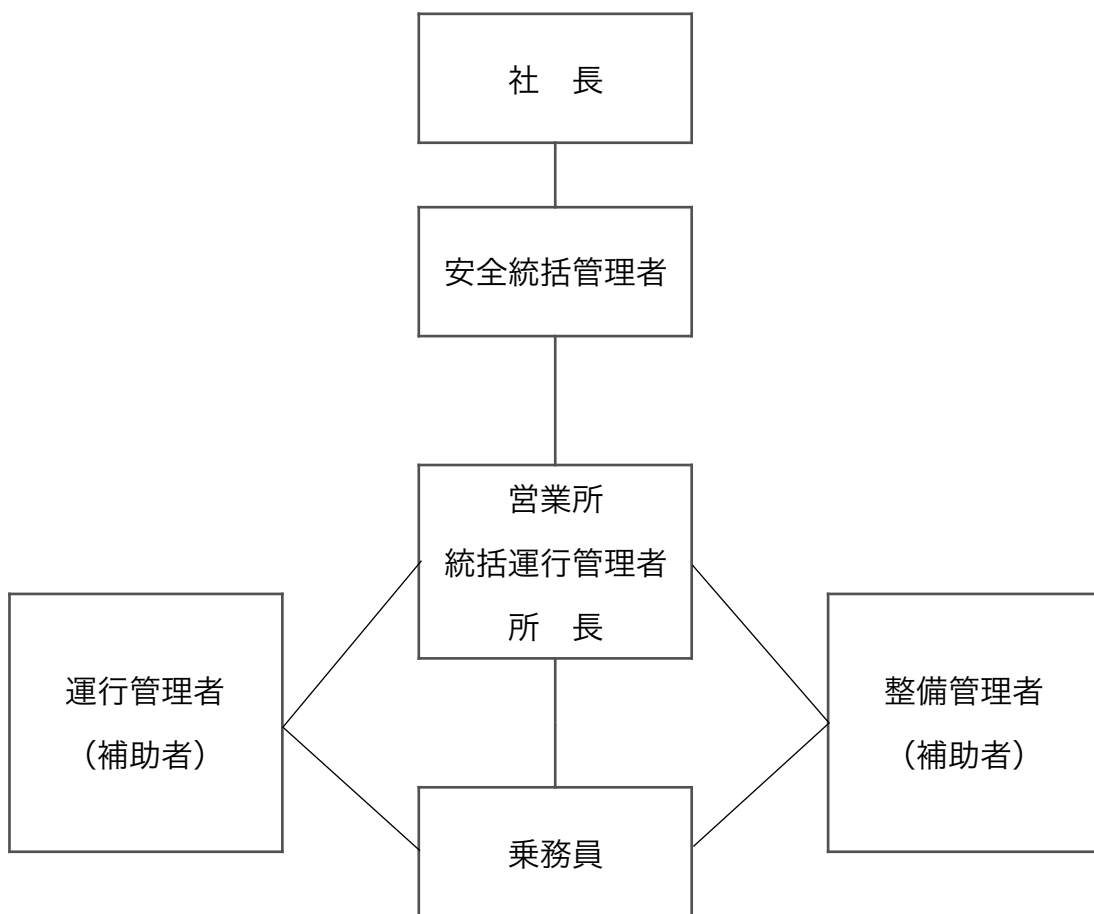 社　長
安全統括管理者
営業所
統括運行管理者
所　長
運行管理者
（補助者）
整備管理者
（補助者）
乗務員